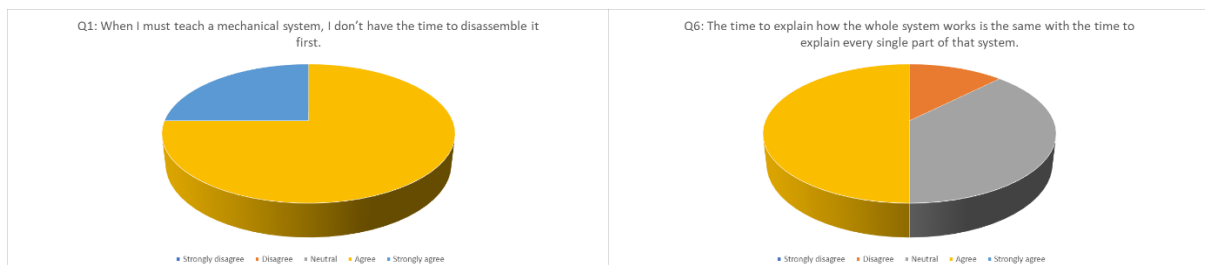 Q1: When I must teach a mechanical system, I don't have the time to disassemble it
first.
Strongly disagree Disagree Neutral Agree Strongly agree
Q6: The time to explain how the whole system works is the same with the time to
explain every single part of that system.
Strongly disagree Disagree Neutral Agree Strongly agree